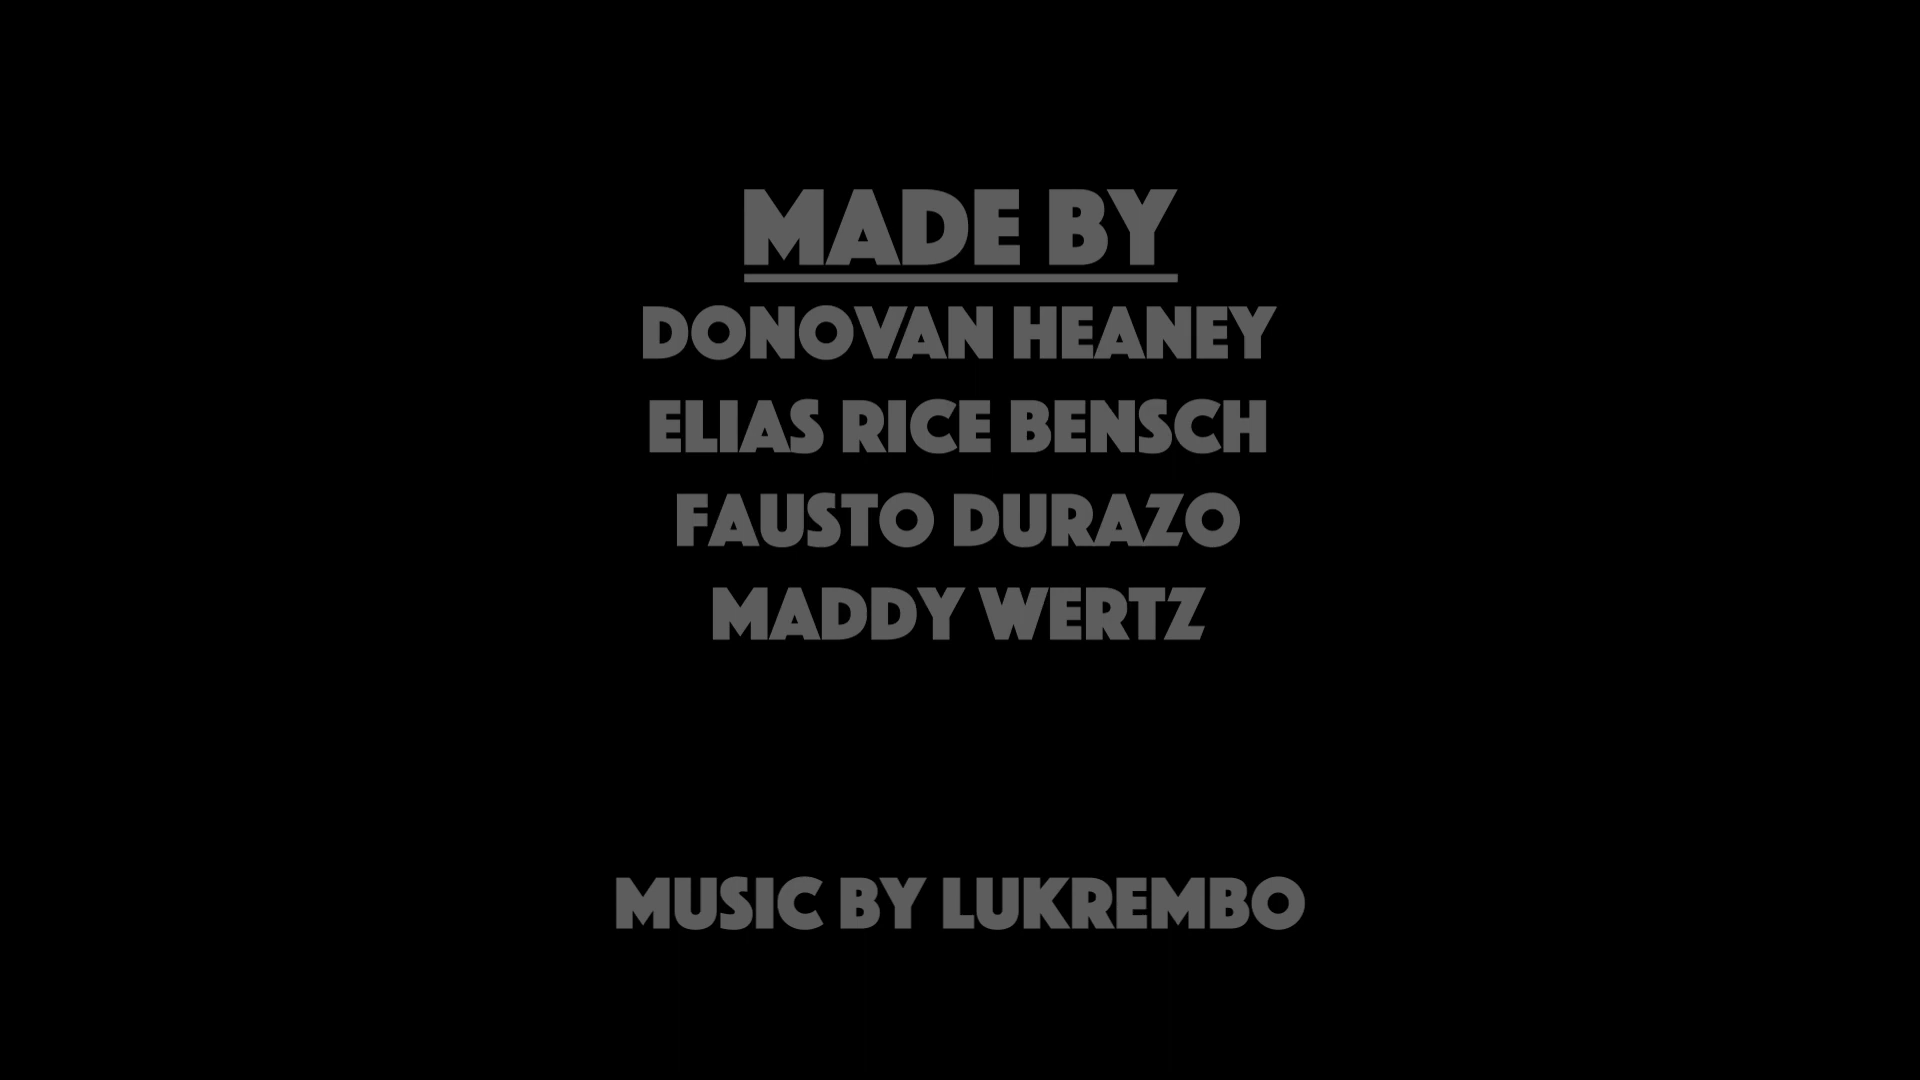 MADE BY
DONOVAN HEANEY
ELIAS RICE BENSCH
FAUSTO DURAZO
MADDY WERTZ
MUSIC BY LUKREMBO